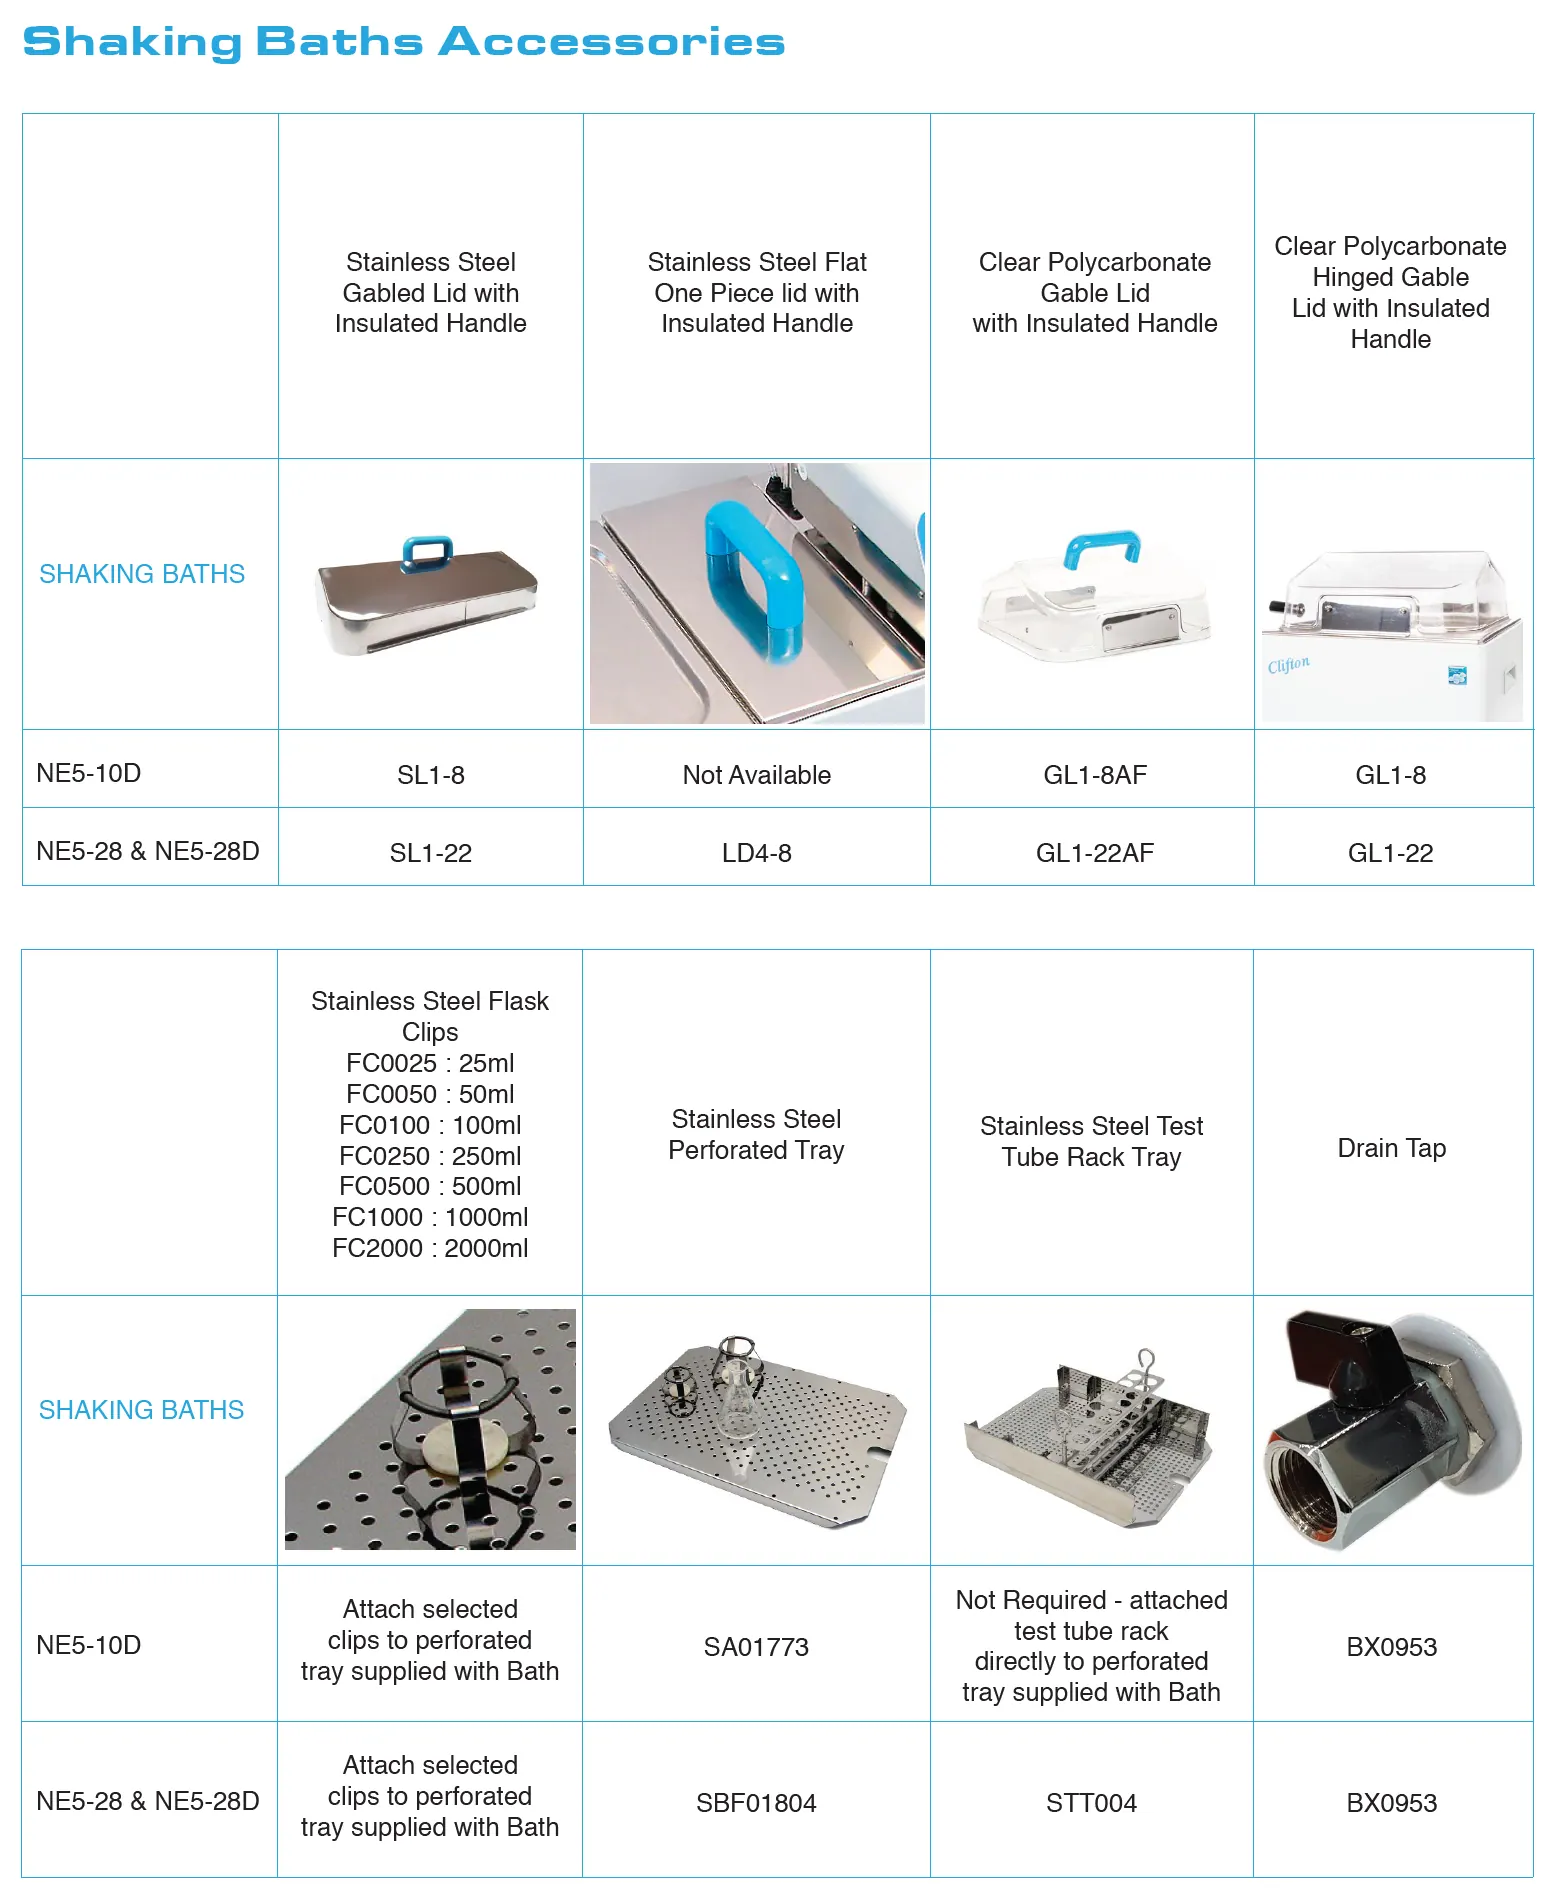 Shaking Baths Accessories
Stainless Steel
Gabled Lid with
Insulated Handle
Stainless Steel Flat
One Piece lid with
Insulated Handle
Clear Polycarbonate
Gable Lid
with Insulated Handle
Clear Polycarbonate
Hinged Gable
Lid with Insulated
Handle
SHAKING BATHS
Clifton
NE5-10D
SL1-8
Not Available
GL1-8AF
GL1-8
NE5-28 & NE5-28D
SL1-22
LD4-8
GL1-22AF
GL1-22
Stainless Steel Flask
Clips
FC0025 : 25ml
FC0050 : 50ml
FC0100 : 100ml
FC0250 : 250ml
FC0500 : 500ml
FC1000 : 1000ml
FC2000 : 2000ml
Stainless Steel
Perforated Tray
Stainless Steel Test
Tube Rack Tray
Drain Tap
SHAKING BATHS
NE5-10D
Attach selected
clips to perforated
tray supplied with Bath
SA01773
Not Required - attached
test tube rack
directly to perforated
tray supplied with Bath
BX0953
NE5-28 & NE5-28D
Attach selected
clips to perforated
tray supplied with Bath
SBF01804
STT004
BX0953